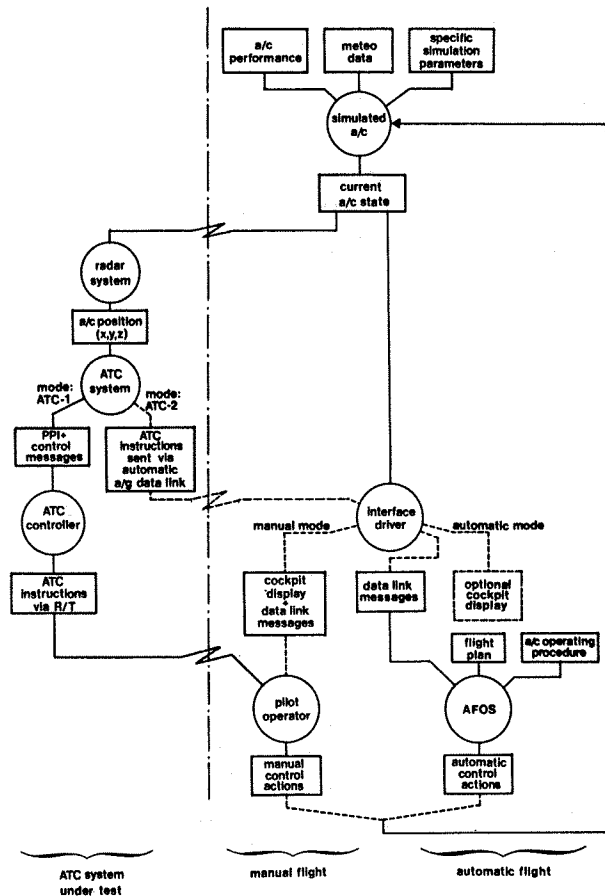 a/c
performance
meteo
data
specific
simulation
parameters
simulated
a/c
current
a/c state
radar
system
a/c position
(x,y,z)
ATC
system
mode:
ATC-1
mode:
ATC-2
PPI+
control
messages
ATC
instructions
sent via
automatic
a/g data link
ATC
controller
ATC
instructions
via R/T
interface
driver
manual mode
automatic mode
cockpit
display
+
data link
messages
data link
messages
optional
cockpit
display
flight
plan
a/c operating
procedure
pilot
operator
AFOS
manual
control
actions
automatic
control
actions
ATC system
under test
manual flight
automatic flight